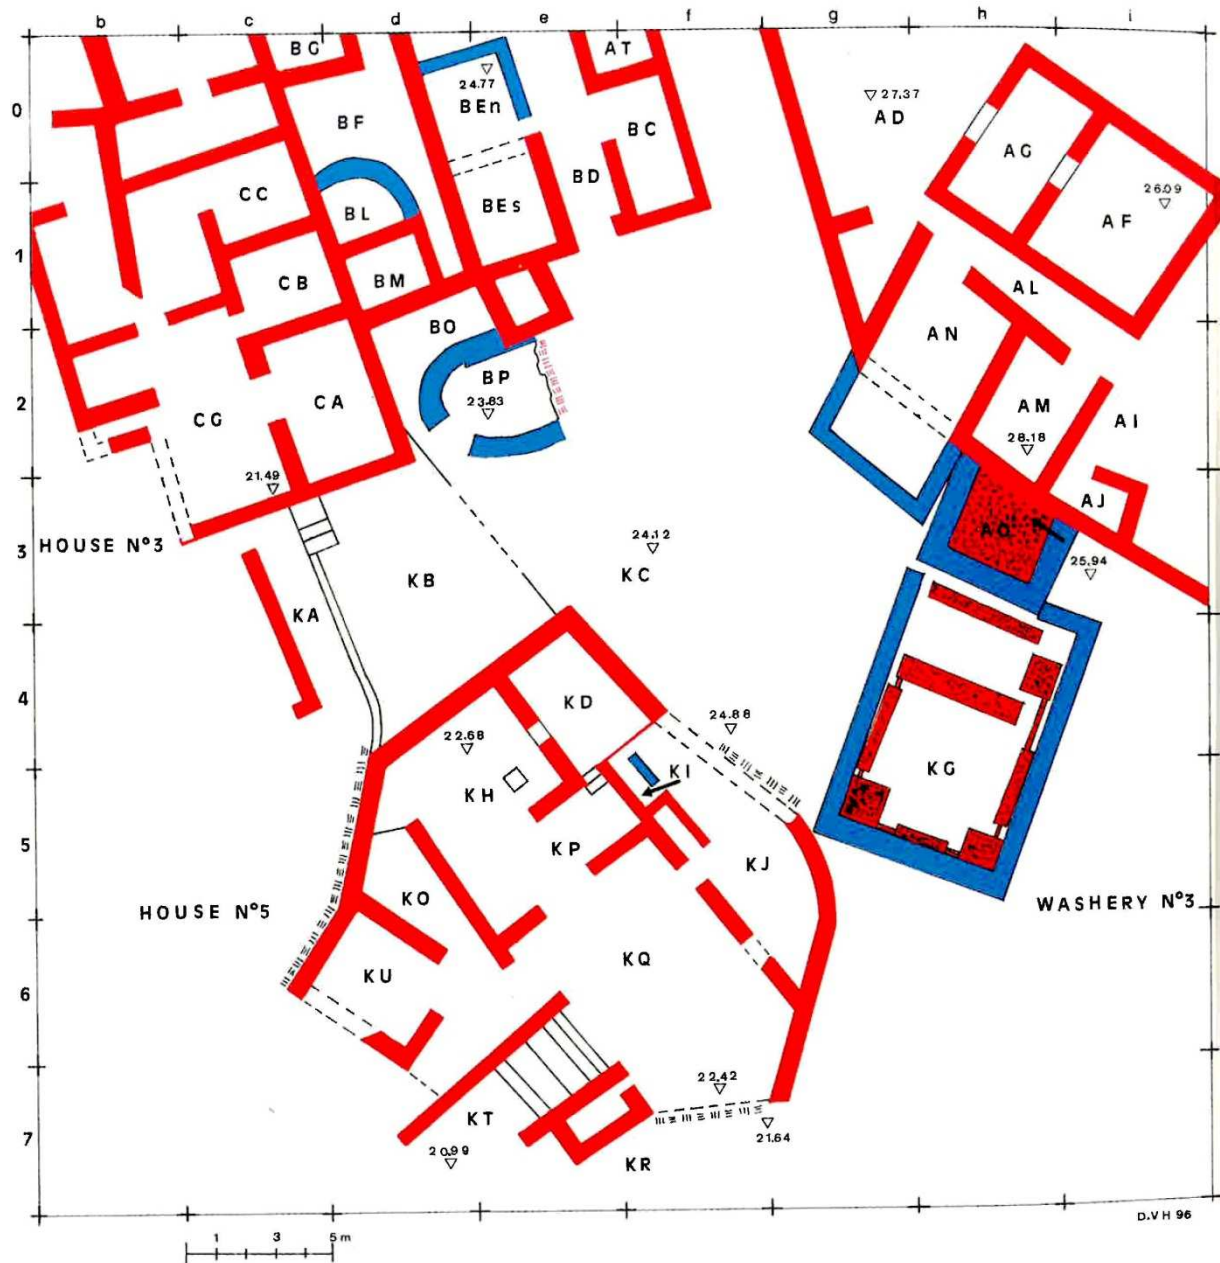 b c d e f g h i
0
1
2
3
4
5
6
7
BG
AT
24.77
BEn
27.37
AD
BF
BC
AG
BD
CC
26.09
BL
BEs
AF
CB
BM
AL
BO
AN
BP
CA
AM
23.83
CG
AI
28.18
21.49
AJ
AO
HOUSE N°3
24.12
KB
KC
25.94
KA
KD
24.88
22.68
KI
KG
KH
KP
KJ
KO
HOUSE N°5
WASHERY N°3
KQ
KU
22.42
KT
21.64
20.99
KR
D.VH 96
1 3 5 m